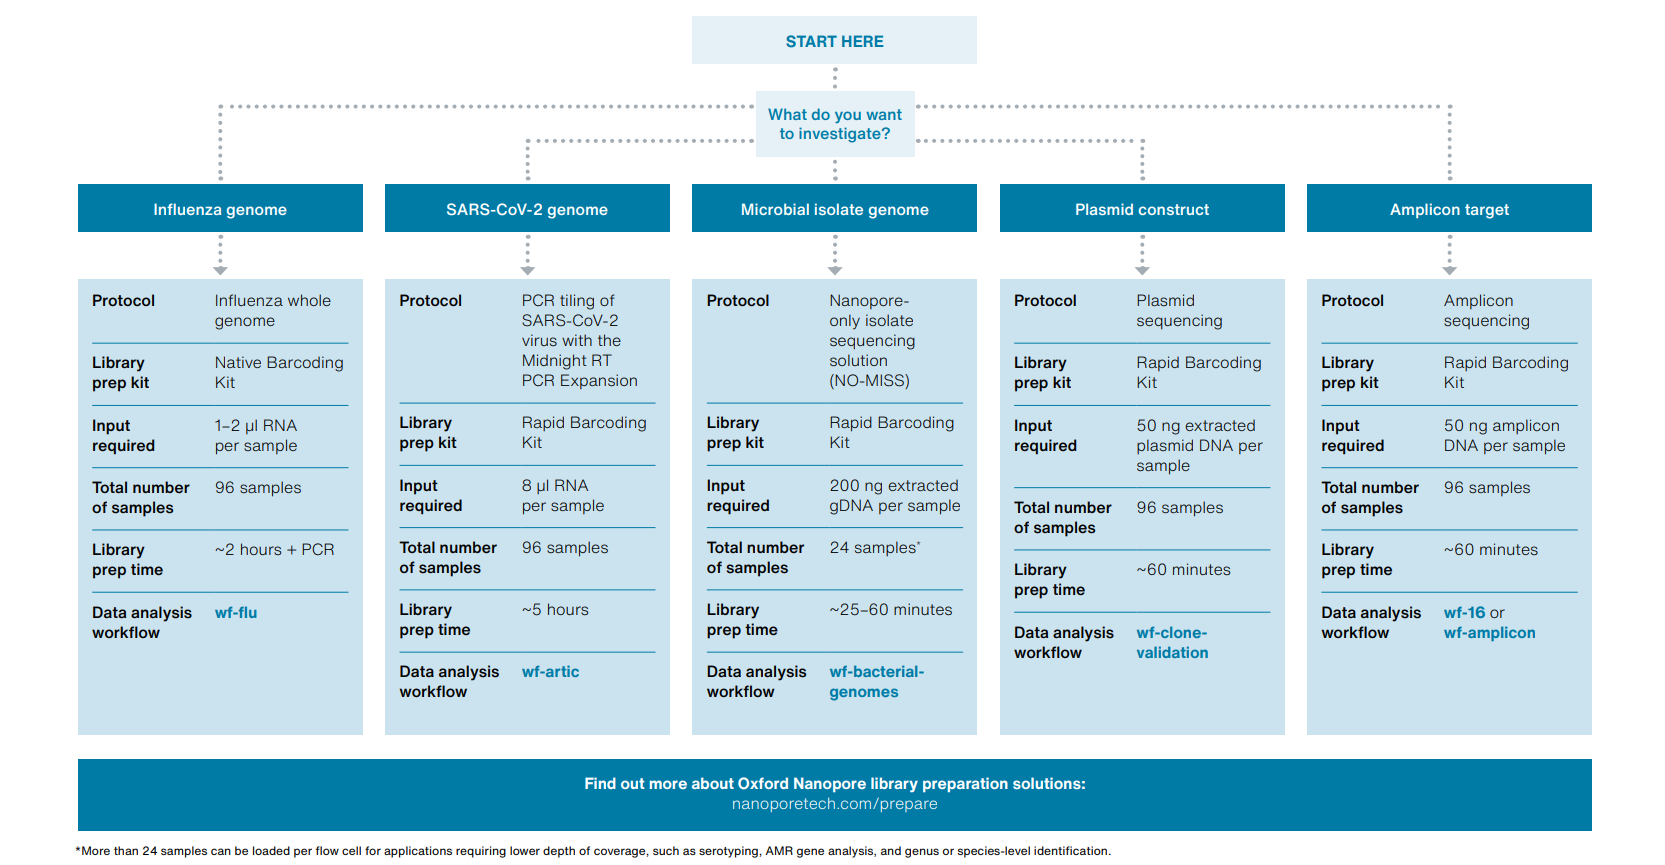 START HERE
What do you want
to investigate?
Influenza genome
SARS-CoV-2 genome
Microbial isolate genome
Plasmid construct
Amplicon target
Protocol
Influenza whole
genome
Library
prep kit
Native Barcoding
Kit
Input
required
1–2 µl RNA
per sample
Total number
of samples
96 samples
Library
prep time
~2 hours + PCR
Data analysis
workflow
wf-flu
Protocol
PCR tiling of
SARS-CoV-2
virus with the
Midnight RT
PCR Expansion
Library
prep kit
Rapid Barcoding
Kit
Input
required
8 µl RNA
per sample
Total number
of samples
96 samples
Library
prep time
~5 hours
Data analysis
workflow
wf-artic
Protocol
Nanopore-
only isolate
sequencing
solution
(NO-MISS)
Library
prep kit
Rapid Barcoding
Kit
Input
required
200 ng extracted
gDNA per sample
Total number
of samples
24 samples*
Library
prep time
~25–60 minutes
Data analysis
workflow
wf-bacterial-
genomes
Protocol
Plasmid
sequencing
Library
prep kit
Rapid Barcoding
Kit
Input
required
50 ng extracted
plasmid DNA per
sample
Total number
of samples
96 samples
Library
prep time
~60 minutes
Data analysis
workflow
wf-clone-
validation
Protocol
Amplicon
sequencing
Library
prep kit
Rapid Barcoding
Kit
Input
required
50 ng amplicon
DNA per sample
Total number
of samples
96 samples
Library
prep time
~60 minutes
Data analysis
workflow
wf-16 or
wf-amplicon
Find out more about Oxford Nanopore library preparation solutions:
nanoporetech.com/prepare
*More than 24 samples can be loaded per flow cell for applications requiring lower depth of coverage, such as serotyping, AMR gene analysis, and genus or species-level identification.